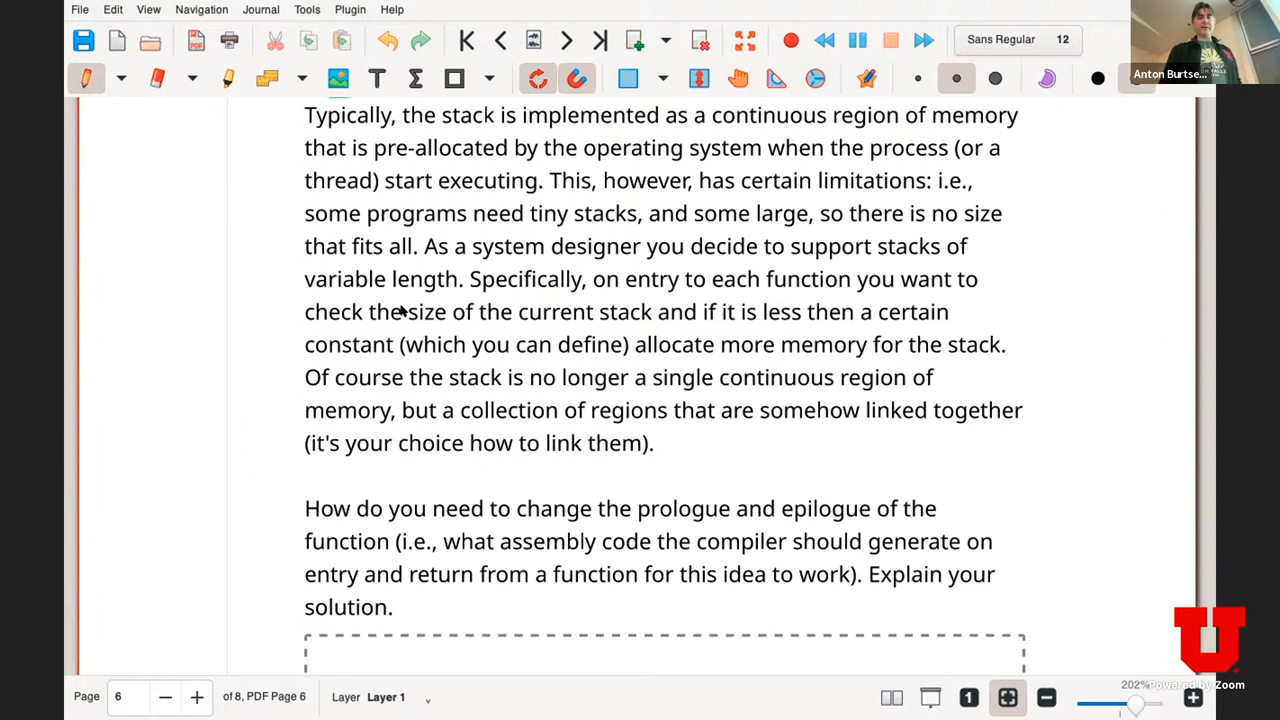 File Edit View Navigation Journal Tools Plugin Help
Sans Regular 12
Anton Burtse...
Typically, the stack is implemented as a continuous region of memory
that is pre-allocated by the operating system when the process (or a
thread) start executing. This, however, has certain limitations: i.e.,
some programs need tiny stacks, and some large, so there is no size
that fits all. As a system designer you decide to support stacks of
variable length. Specifically, on entry to each function you want to
check the size of the current stack and if it is less then a certain
constant (which you can define) allocate more memory for the stack.
Of course the stack is no longer a single continuous region of
memory, but a collection of regions that are somehow linked together
(it's your choice how to link them).
How do you need to change the prologue and epilogue of the
function (i.e., what assembly code the compiler should generate on
entry and return from a function for this idea to work). Explain your
solution.
U
Powered by Zoom
Page 6 of 8, PDF Page 6 Layer Layer 1 1 202%